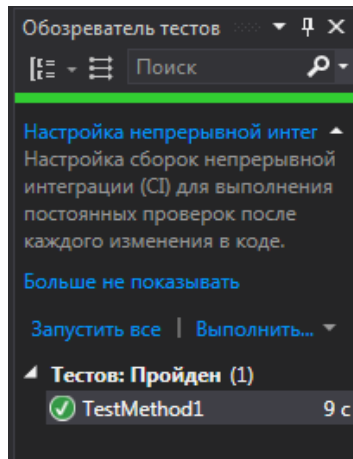 Обозреватель тестов
Поиск
Настройка непрерывной интег
Настройка сборок непрерывной
интеграции (CI) для выполнения
постоянных проверок после
каждого изменения в коде.
Больше не показывать
Запустить все | Выполнить...
Тестов: Пройден (1)
TestMethod1 9 с